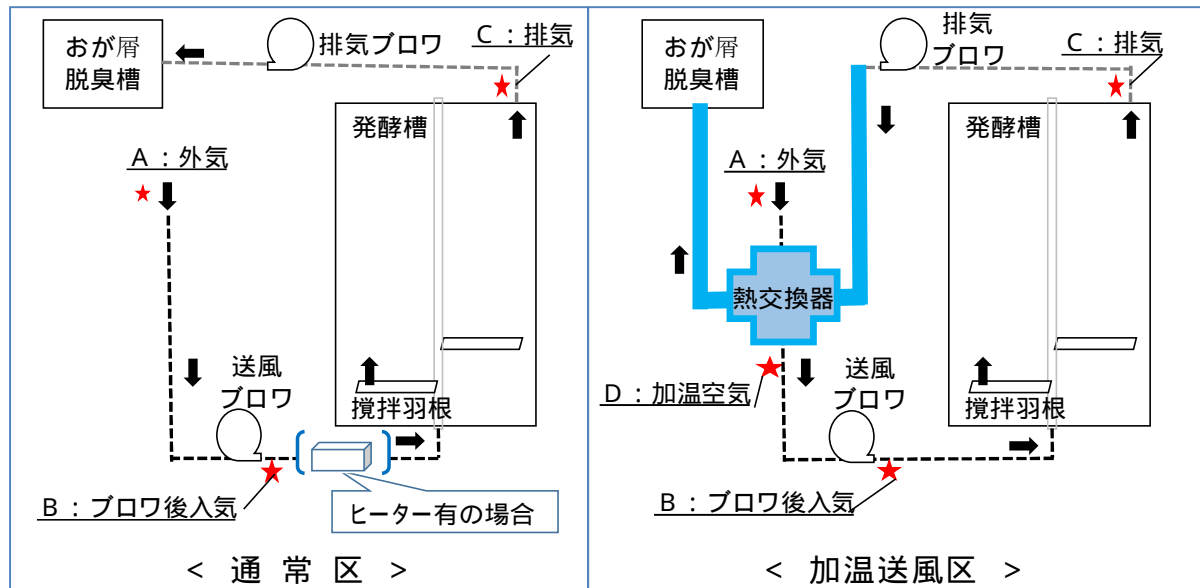 おが屑
脱臭槽
排気ブロワ
C：排気
発酵槽
A：外気
送風
ブロワ
撹拌羽根
B：ブロワ後入気
ヒーター有の場合
< 通 常 区 >
おが屑
脱臭槽
排気
ブロワ
C：排気
発酵槽
A：外気
熱交換器
D：加温空気
送風
ブロワ
撹拌羽根
B：ブロワ後入気
< 加温送風区 >